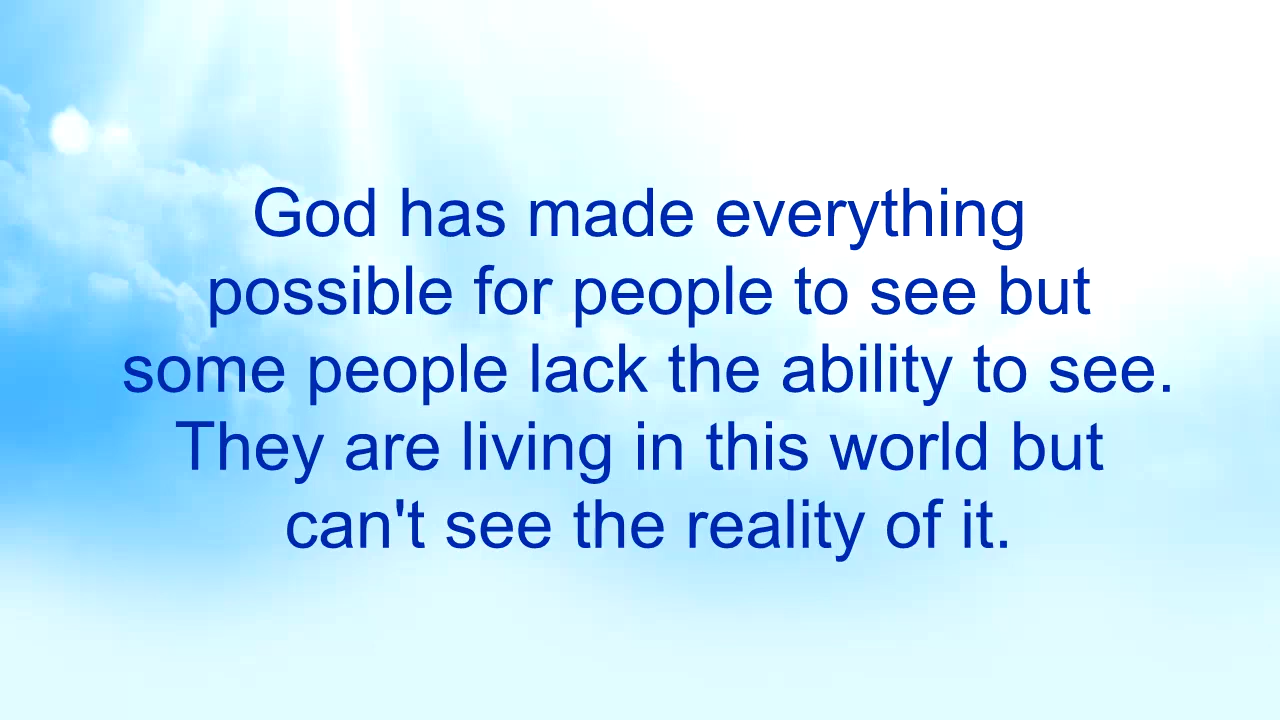 God has made everything
possible for people to see but
some people lack the ability to see.
They are living in this world but
can't see the reality of it.